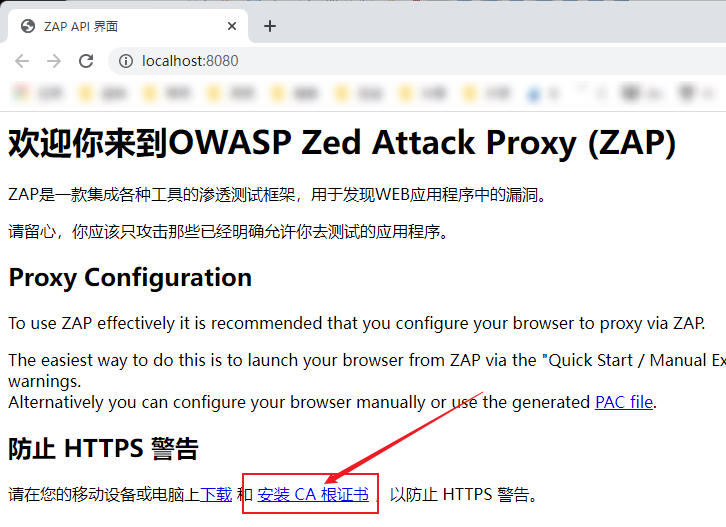 ZAP API 界面
localhost:8080
欢迎你来到OWASP Zed Attack Proxy (ZAP)
ZAP是一款集成各种工具的渗透测试框架，用于发现WEB应用程序中的漏洞。
请留心，你应该只攻击那些已经明确允许你去测试的应用程序。
Proxy Configuration
To use ZAP effectively it is recommended that you configure your browser to proxy via ZAP.
The easiest way to do this is to launch your browser from ZAP via the "Quick Start / Manual Ex
warnings.
Alternatively you can configure your browser manually or use the generated PAC file.
防止 HTTPS 警告
请在您的移动设备或电脑上下载 和 安装 CA 根证书 ，以防止 HTTPS 警告。